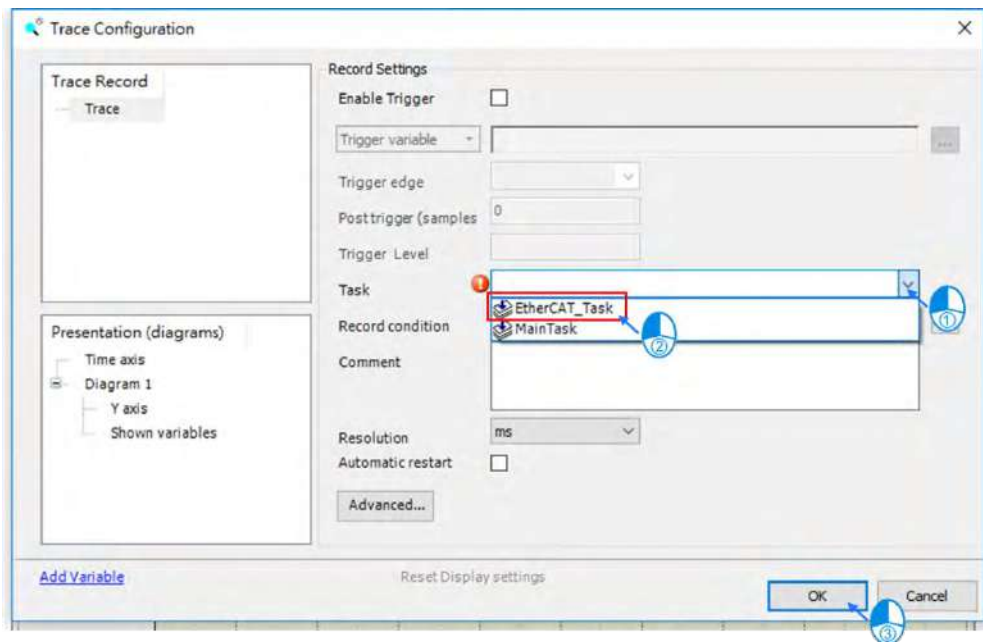 Trace Configuration
Trace Record
Trace
Presentation (diagrams)
Time axis
Diagram 1
Y axis
Shown variables
Record Settings
Enable Trigger
Trigger variable
...
Trigger edge
Post trigger (samples
0
Trigger Level
Task
EtherCAT_Task
MainTask
①
②
Record condition
Comment
Resolution
ms
Automatic restart
Advanced...
Add Variable
Reset Display settings
OK
Cancel
③